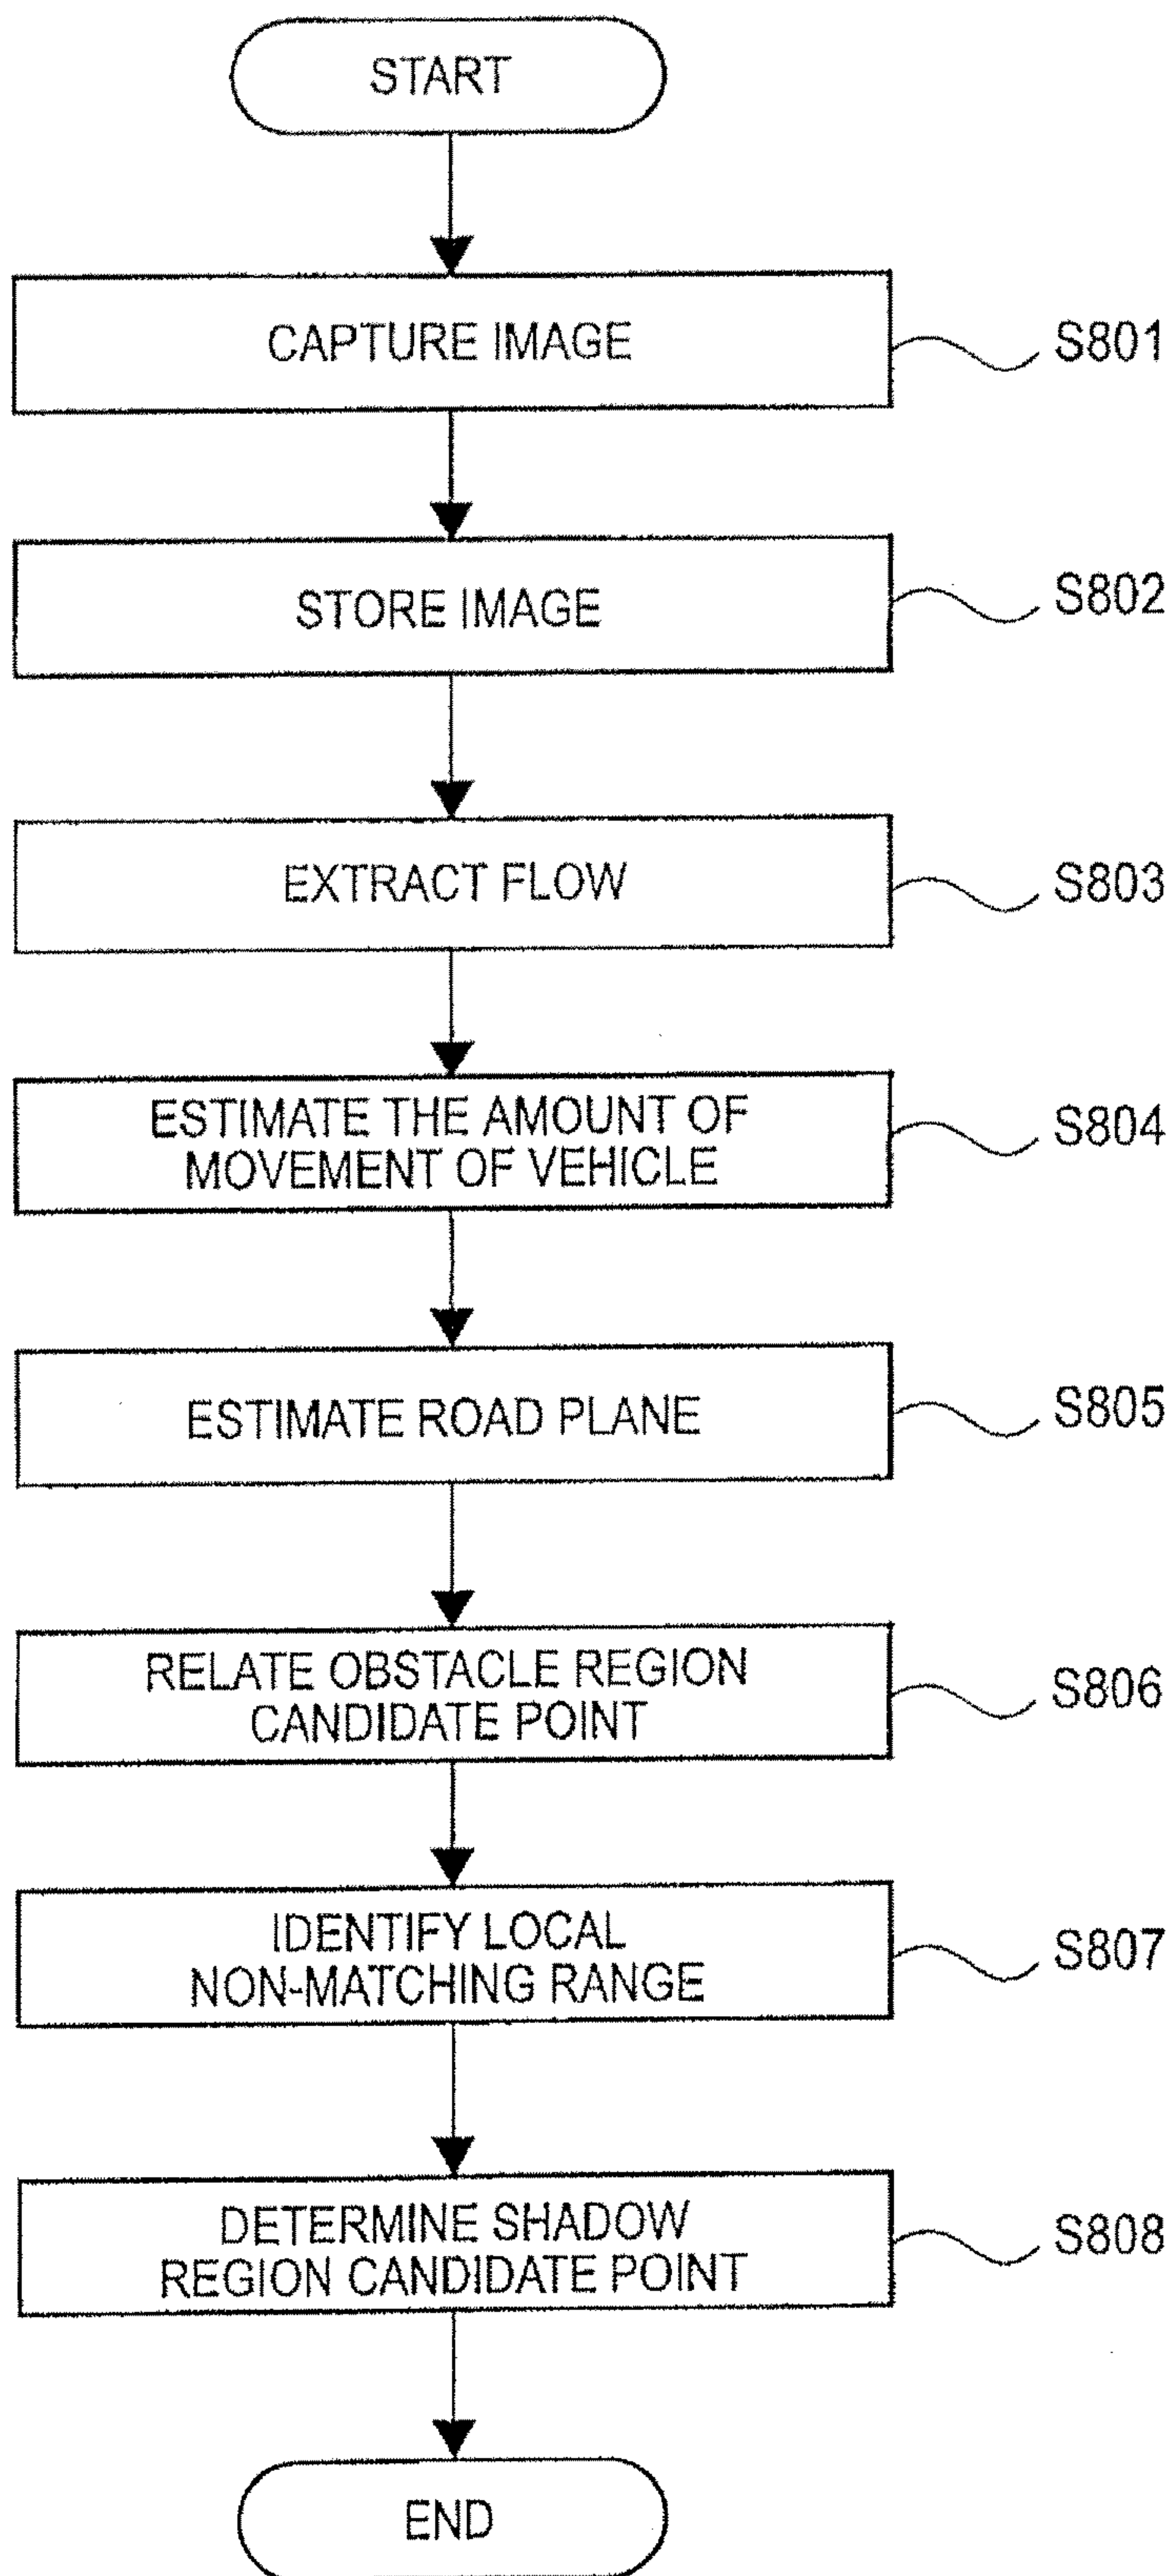 START
CAPTURE IMAGE
S801
STORE IMAGE
S802
EXTRACT FLOW
S803
ESTIMATE THE AMOUNT OF
MOVEMENT OF VEHICLE
S804
ESTIMATE ROAD PLANE
S805
RELATE OBSTACLE REGION
CANDIDATE POINT
S806
IDENTIFY LOCAL
NON-MATCHING RANGE
S807
DETERMINE SHADOW
REGION CANDIDATE POINT
S808
END